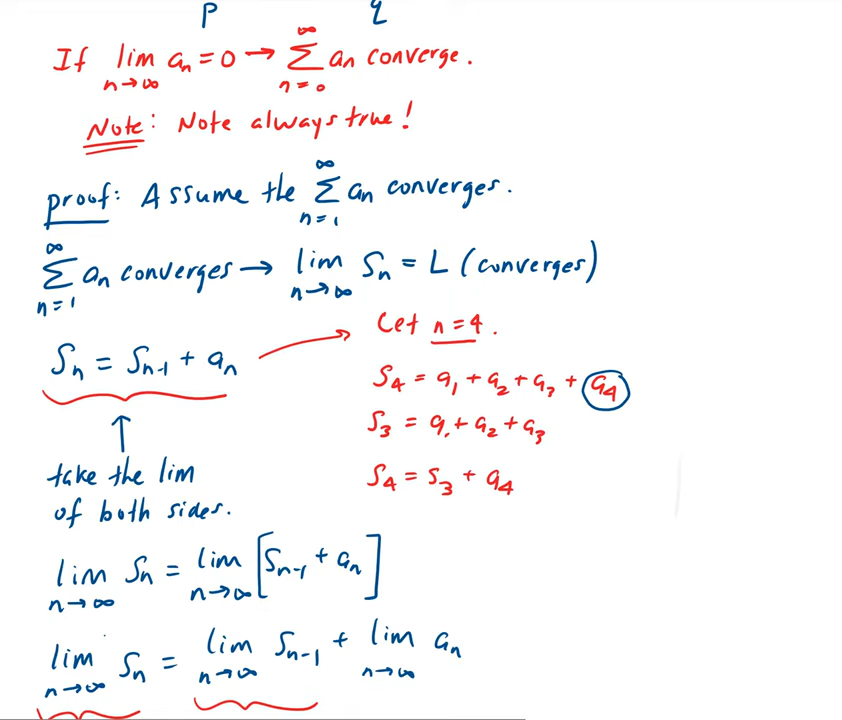 p q
If lim n→∞ an = 0 → ∞ Σ n=0 an converge.
Note: Note always true!
proof: Assume the ∞ Σ n=1 an converges.
∞ Σ n=1 an converges → lim n→∞ Sn = L (converges)
Let n=4.
Sn = Sn-1 + an
S4 = a1 + a2 + a3 + a4
S3 = a1 + a2 + a3
S4 = S3 + a4
take the lim
of both sides.
lim n→∞ Sn = lim n→∞ [Sn-1 + an]
lim n→∞ Sn = lim n→∞ Sn-1 + lim n→∞ an